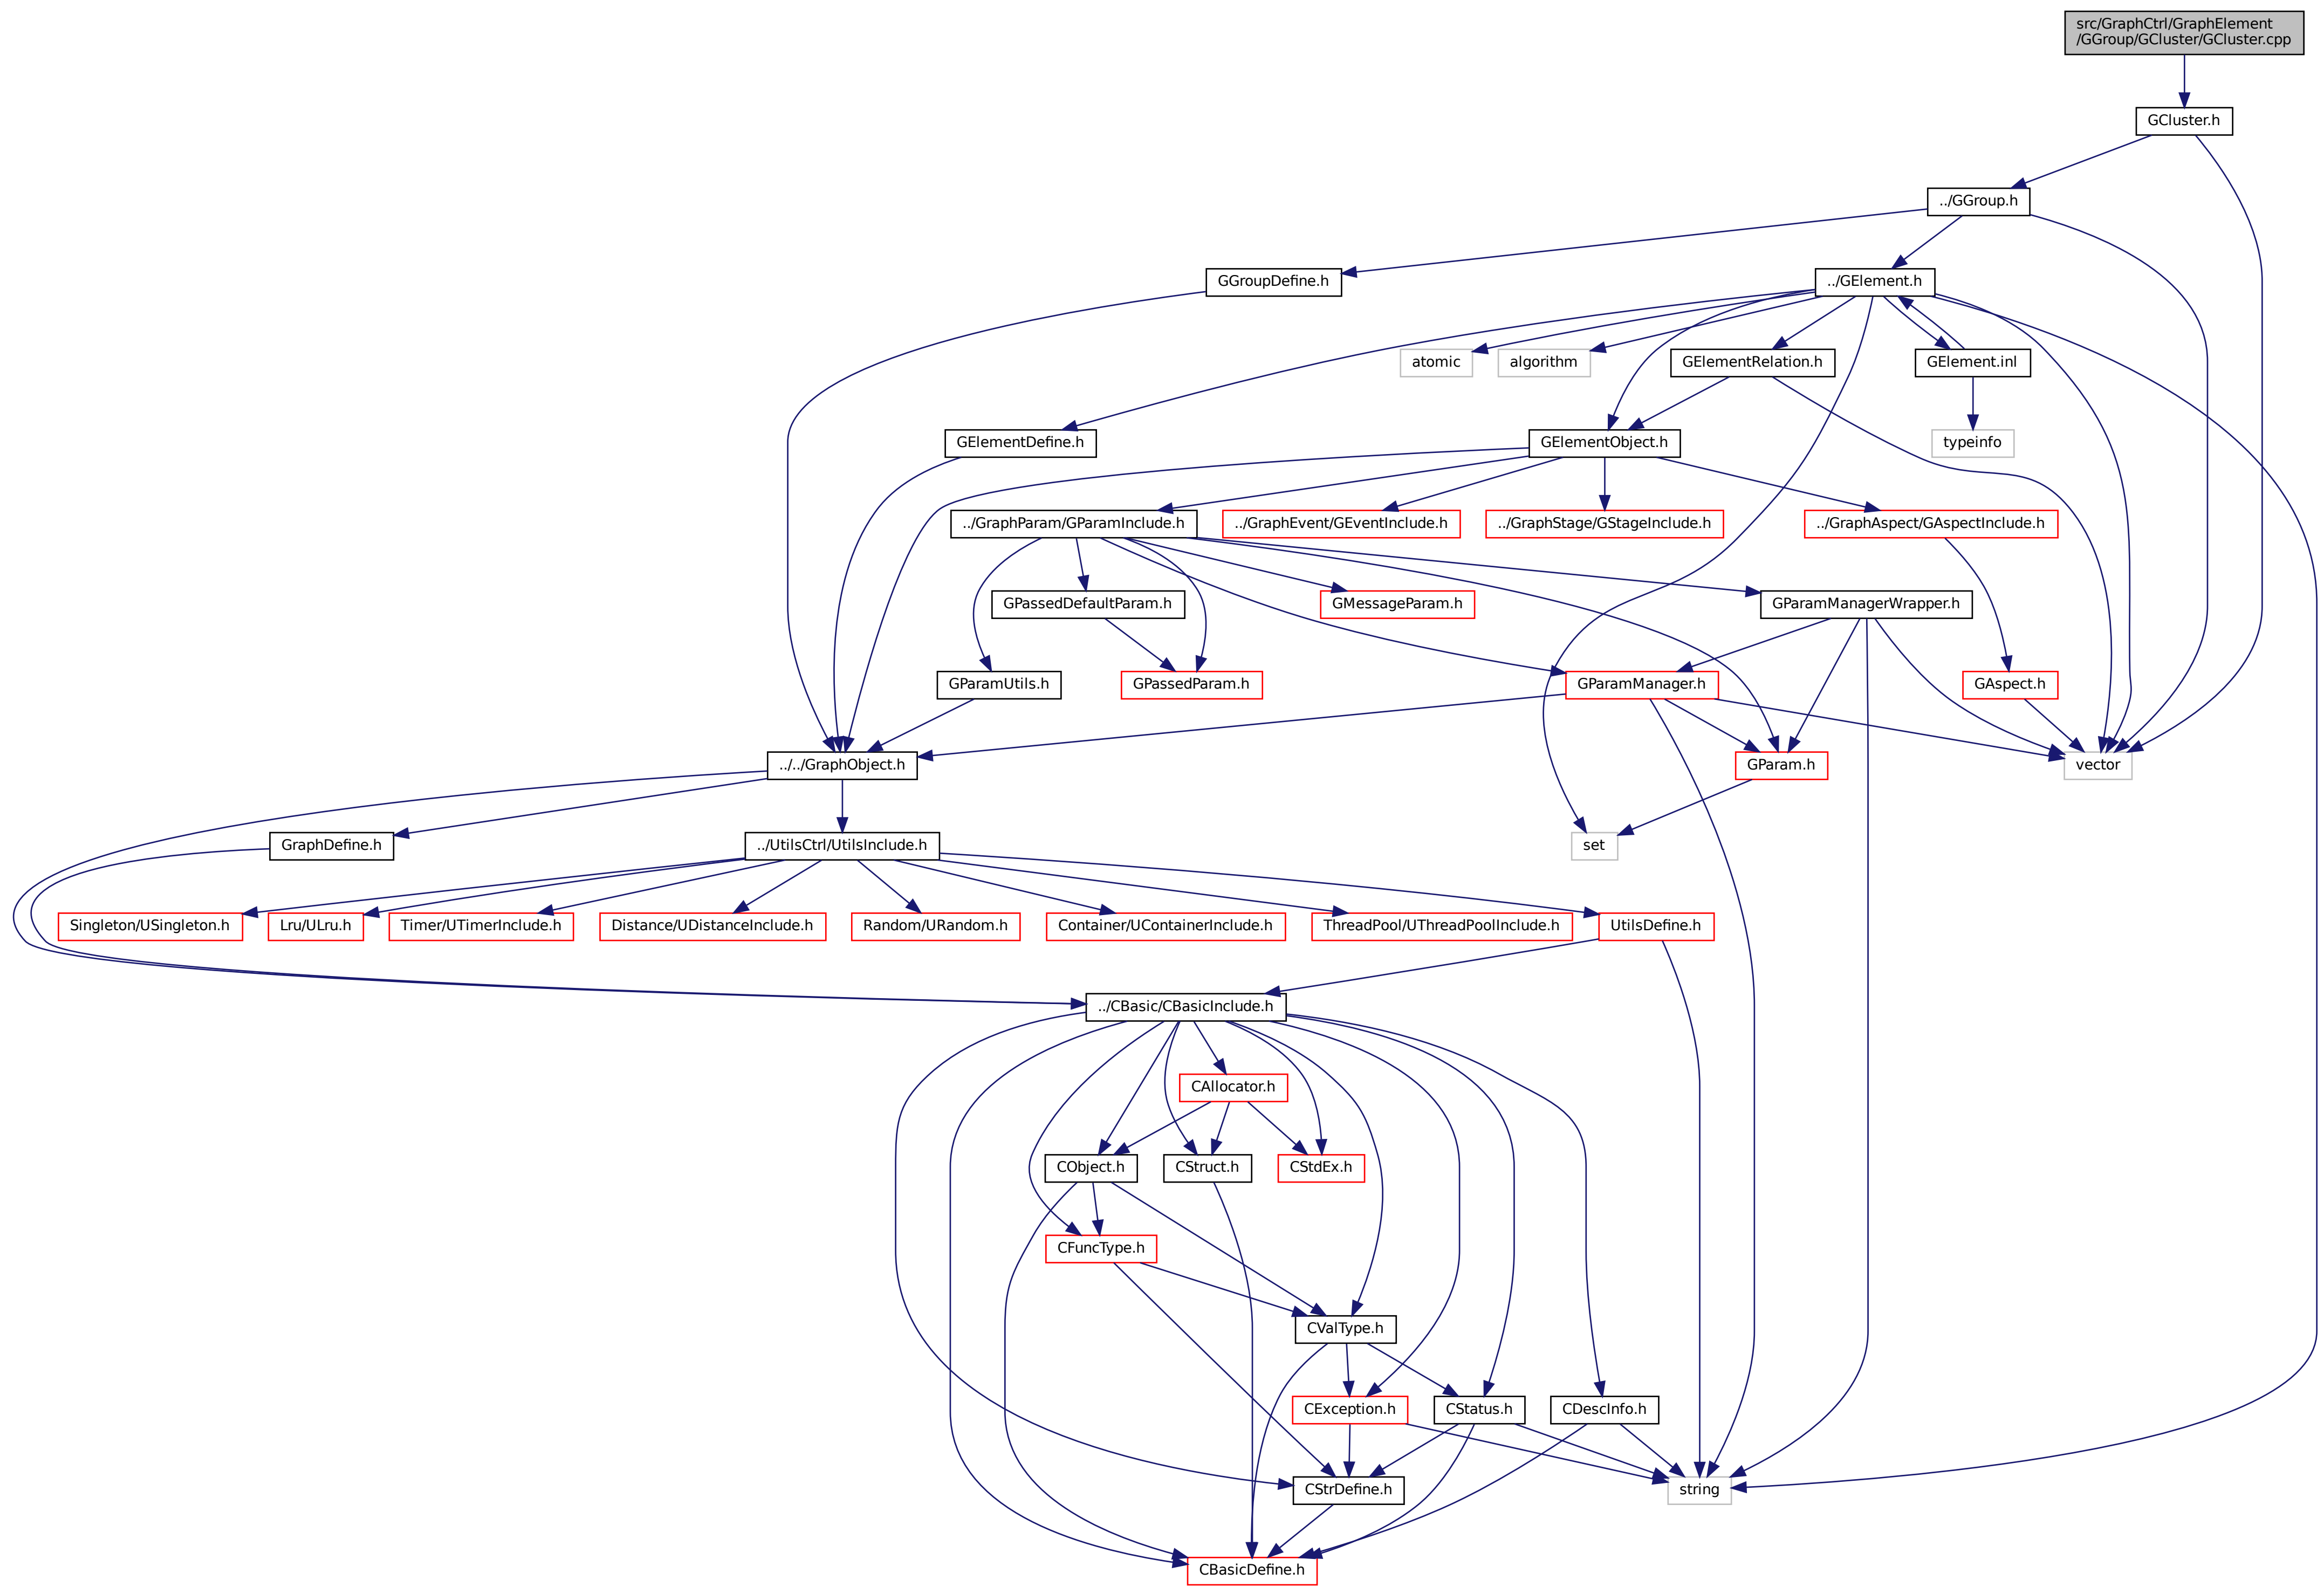 src/GraphCtrl/GraphElement
/GGroup/GCluster/GCluster.cpp
GCluster.h
../GGroup.h
GGroupDefine.h
../GElement.h
atomic
algorithm
GElementRelation.h
GElement.inl
GElementDefine.h
GElementObject.h
typeinfo
../GraphParam/GParamInclude.h
../GraphEvent/GEventInclude.h
../GraphStage/GStageInclude.h
../GraphAspect/GAspectInclude.h
GPassedDefaultParam.h
GMessageParam.h
GParamManagerWrapper.h
GParamUtils.h
GPassedParam.h
GParamManager.h
GAspect.h
../../GraphObject.h
GParam.h
vector
GraphDefine.h
../UtilsCtrl/UtilsInclude.h
set
Singleton/USingleton.h
Lru/ULru.h
Timer/UTimerInclude.h
Distance/UDistanceInclude.h
Random/URandom.h
Container/UContainerInclude.h
ThreadPool/UThreadPoolInclude.h
UtilsDefine.h
../CBasic/CBasicInclude.h
CAllocator.h
CObject.h
CStruct.h
CStdEx.h
CFuncType.h
CValType.h
CException.h
CStatus.h
CDescInfo.h
CStrDefine.h
string
CBasicDefine.h